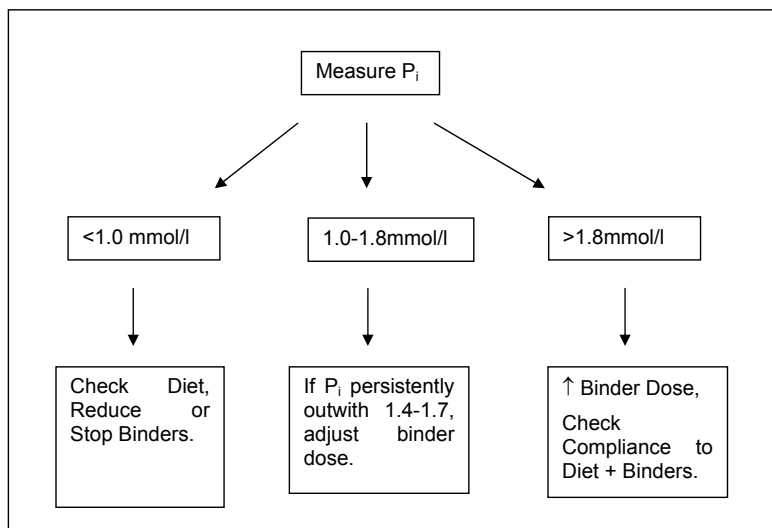 Measure Pi
<1.0 mmol/l
1.0-1.8mmol/l
>1.8mmol/l
Check Diet,
Reduce or
Stop Binders.
If Pi persistently
outwith 1.4-1.7,
adjust binder
dose.
↑ Binder Dose,
Check
Compliance to
Diet + Binders.